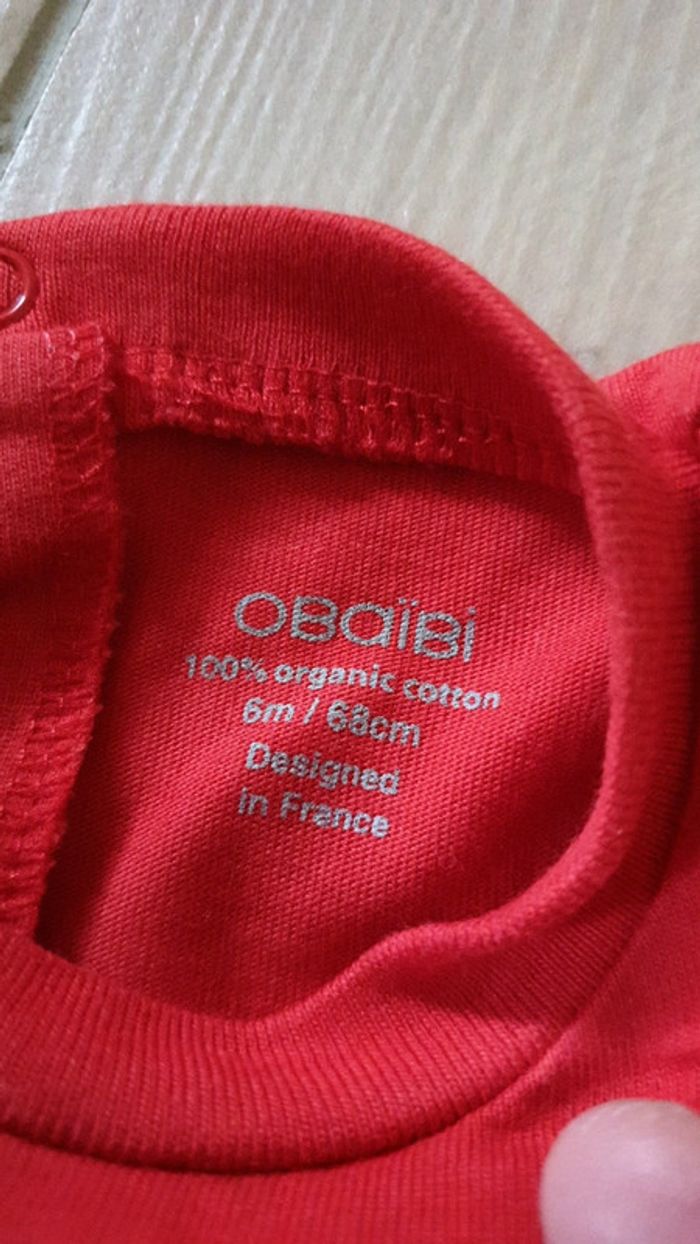 OBaïBi
100% organic cotton
6m / 68cm
Designed
in France